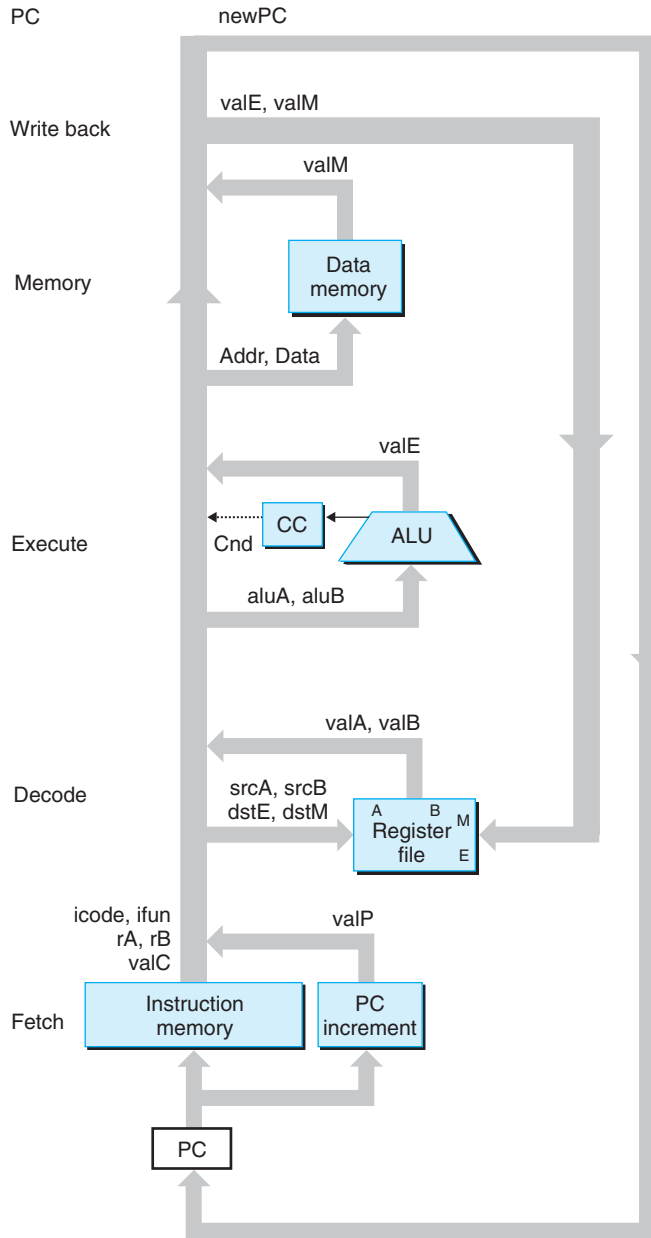 PC
newPC
valE, valM
Write back
valM
Data
memory
Memory
Addr, Data
valE
CC
ALU
Cnd
Execute
aluA, aluB
valA, valB
srcA, srcB
dstE, dstM
Decode
A B M
Register
file
E
icode, ifun
rA, rB
valC
valP
Fetch
Instruction
memory
PC
increment
PC